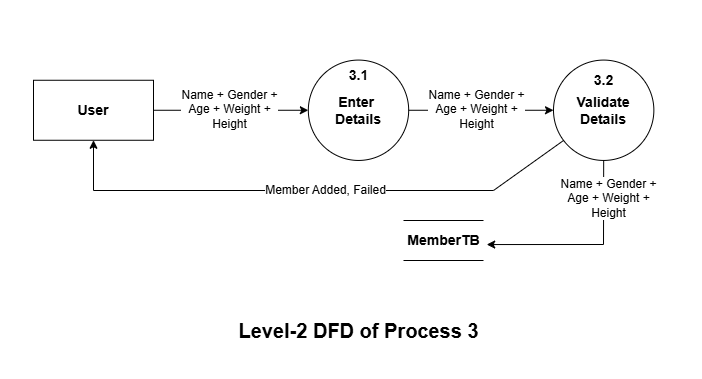 User
Name + Gender +
Age + Weight +
Height
3.1
Enter
Details
Name + Gender +
Age + Weight +
Height
3.2
Validate
Details
Member Added, Failed
Name + Gender +
Age + Weight +
Height
MemberTB
Level-2 DFD of Process 3